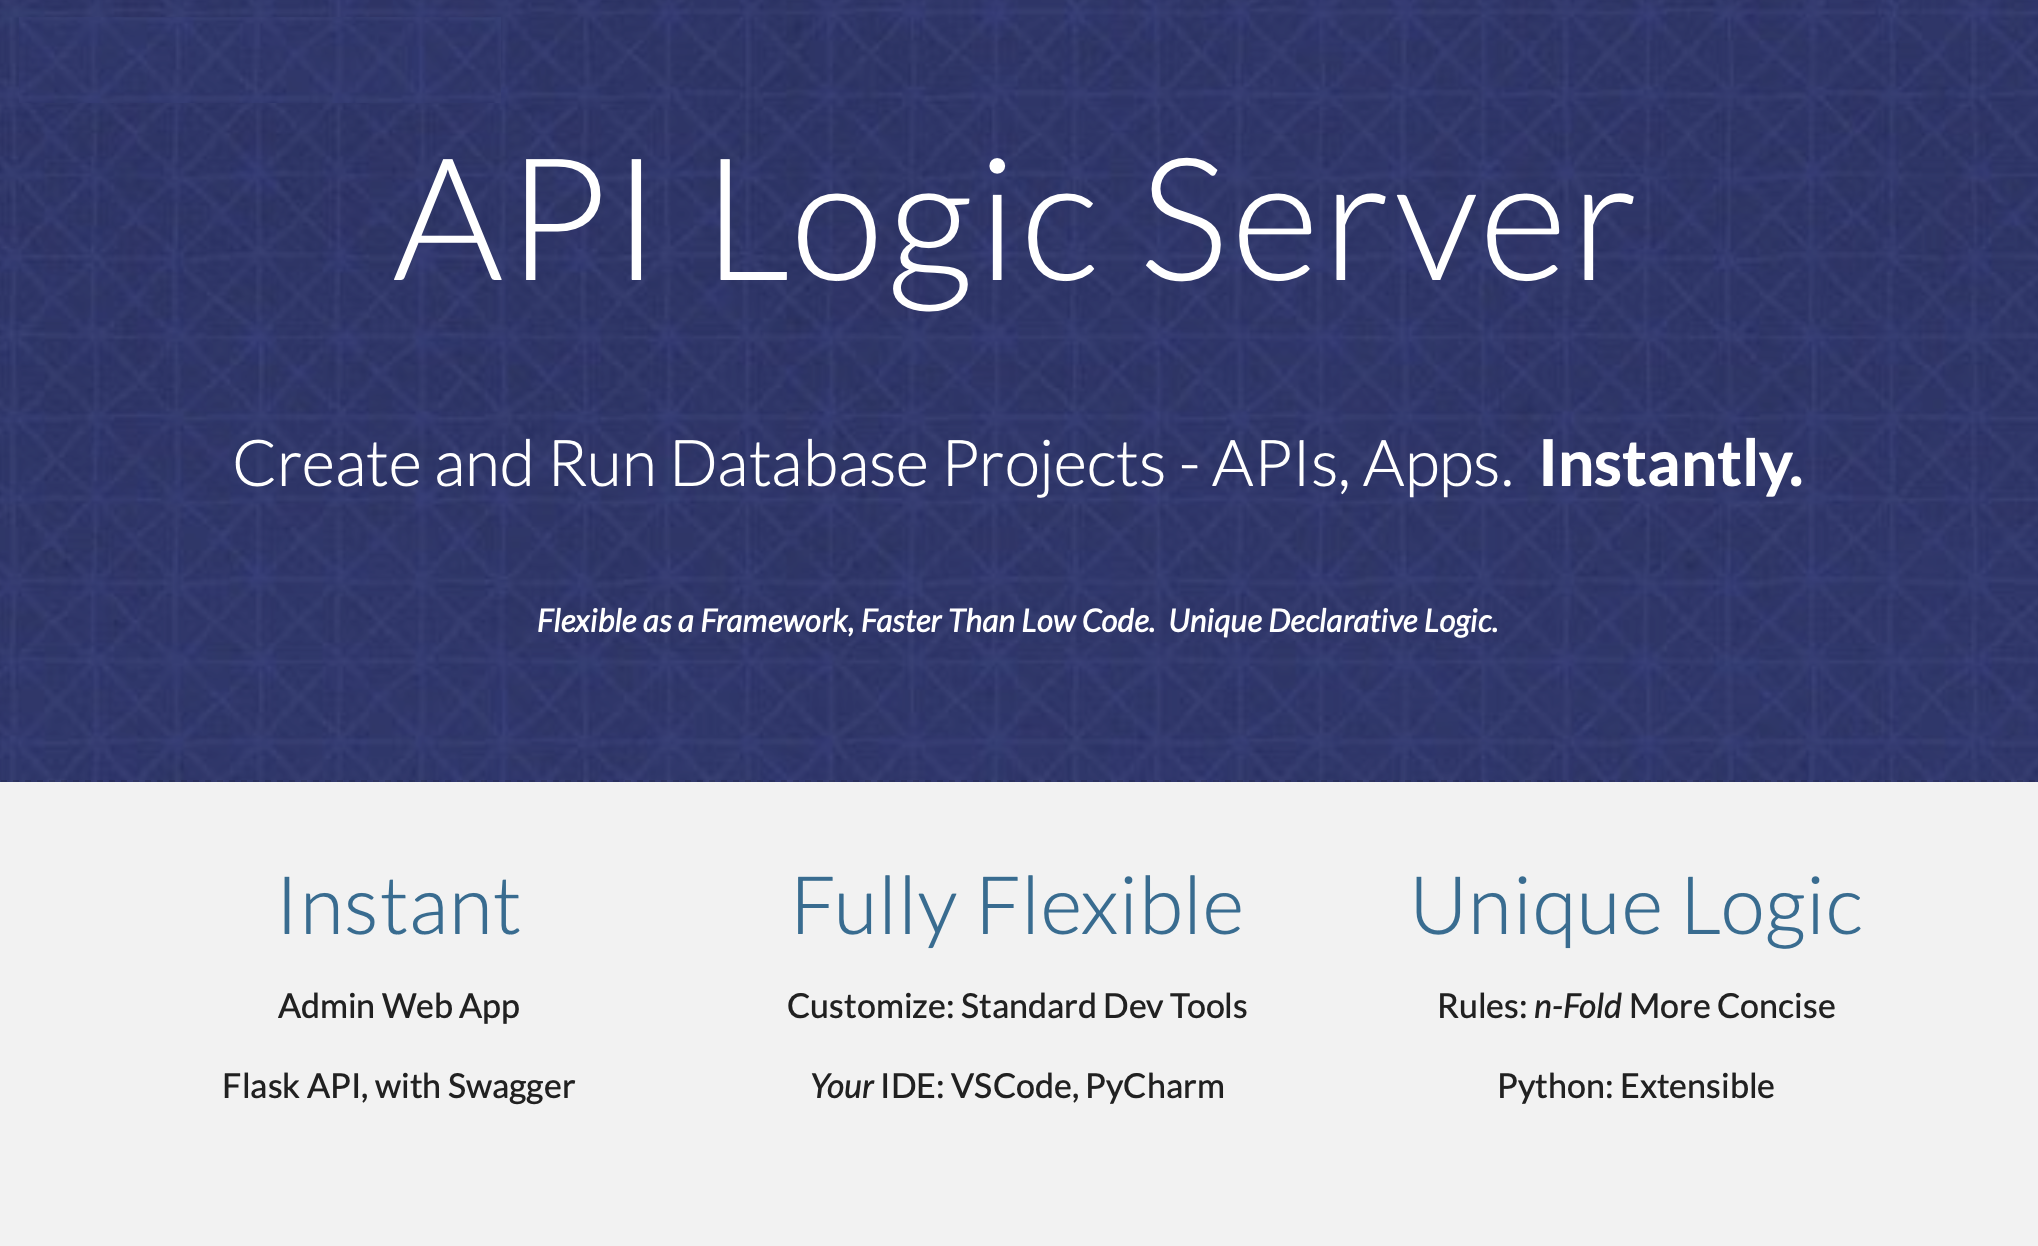 API Logic Server
Create and Run Database Projects - APIs, Apps.  Instantly.
Flexible as a Framework, Faster Than Low Code.  Unique Declarative Logic.
Instant
Admin Web App
Flask API, with Swagger
Fully Flexible
Customize: Standard Dev Tools
Your IDE: VSCode, PyCharm
Unique Logic
Rules: n-Fold More Concise
Python: Extensible